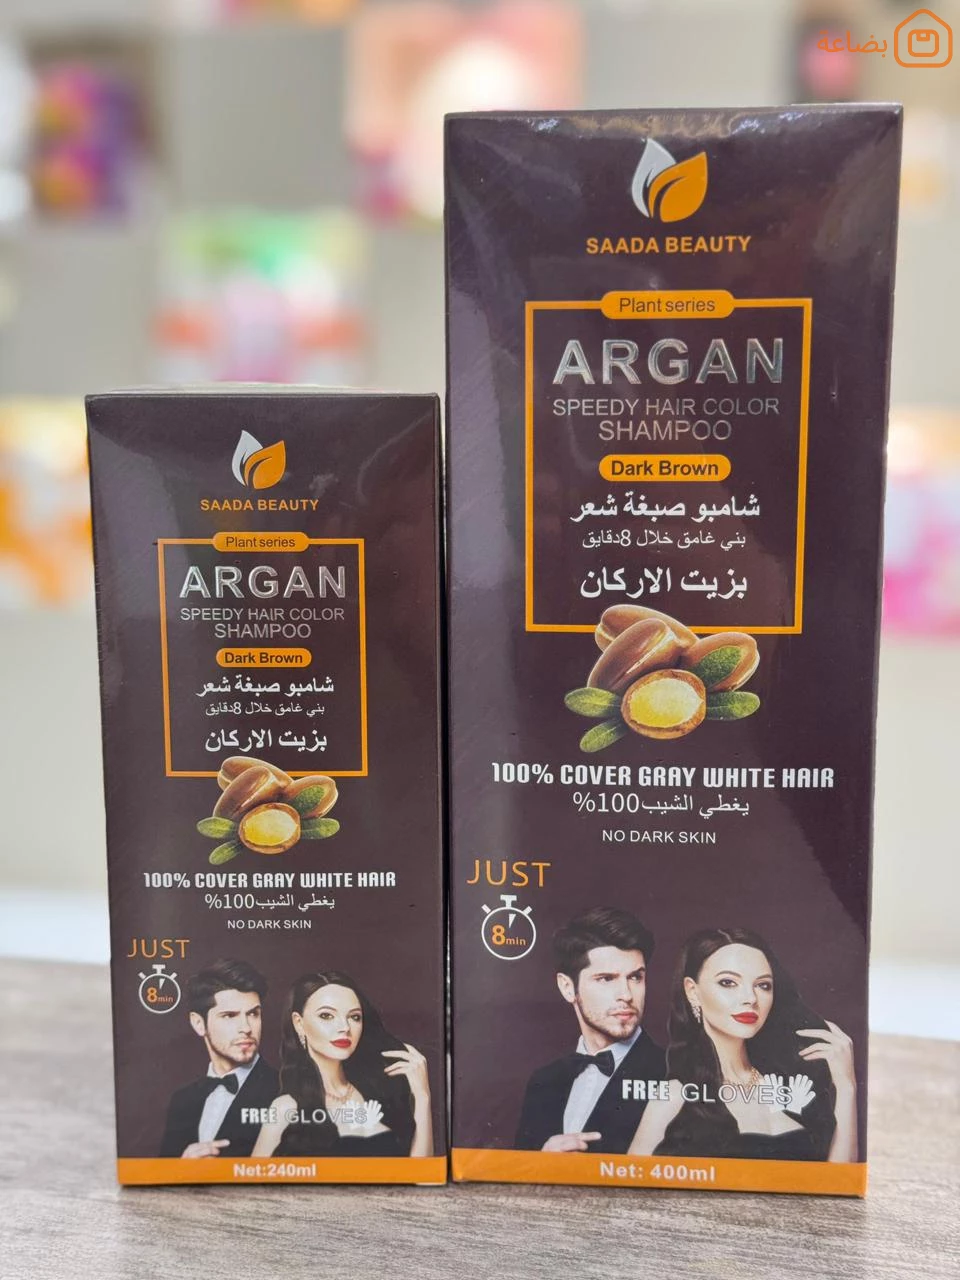 بضاعة
SAADA BEAUTY
Plant series
ARGAN
SPEEDY HAIR COLOR
SHAMPOO
Dark Brown
شامبو صبغة شعر
بني غامق خلال 8دقايق
بزيت الاركان
100% COVER GRAY WHITE HAIR
يغطي الشيب100%
NO DARK SKIN
JUST
8min
FREE GLOVES
Net:240ml
SAADA BEAUTY
Plant series
ARGAN
SPEEDY HAIR COLOR
SHAMPOO
Dark Brown
شامبو صبغة شعر
بني غامق خلال 8دقايق
بزيت الاركان
100% COVER GRAY WHITE HAIR
يغطي الشيب100%
NO DARK SKIN
JUST
8min
FREE GLOVES
Net: 400ml